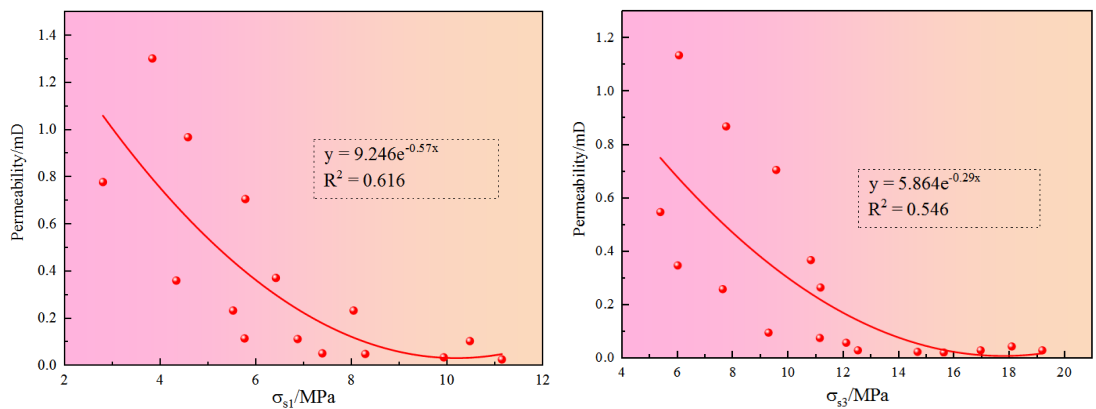 1.4
1.2
1.0
0.8
0.6
0.4
0.2
0.0
Permeability/mD
y = 9.246e^-0.57x
R² = 0.616
2 4 6 8 10 12
σs1/MPa
1.2
1.0
0.8
0.6
0.4
0.2
0.0
Permeability/mD
y = 5.864e^-0.29x
R² = 0.546
4 6 8 10 12 14 16 18 20
σs3/MPa